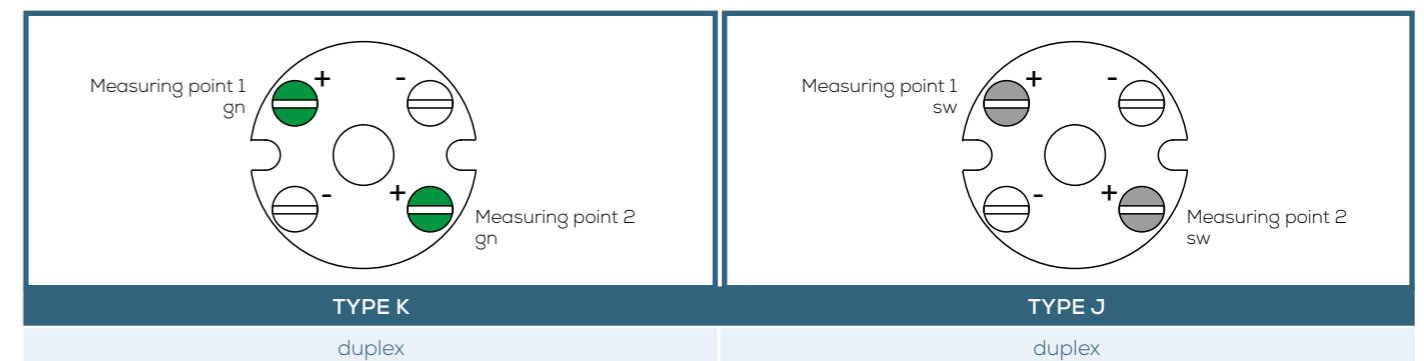 Measuring point 1
gn
+ -
- +
Measuring point 2
gn
TYPE K
duplex
Measuring point 1
sw
+ -
- +
Measuring point 2
sw
TYPE J
duplex